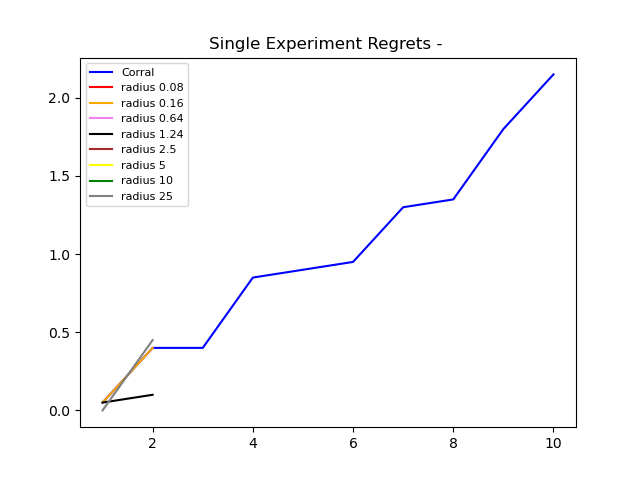 Single Experiment Regrets -
Corral
radius 0.08
radius 0.16
radius 0.64
radius 1.24
radius 2.5
radius 5
radius 10
radius 25
2.0
1.5
1.0
0.5
0.0
2 4 6 8 10